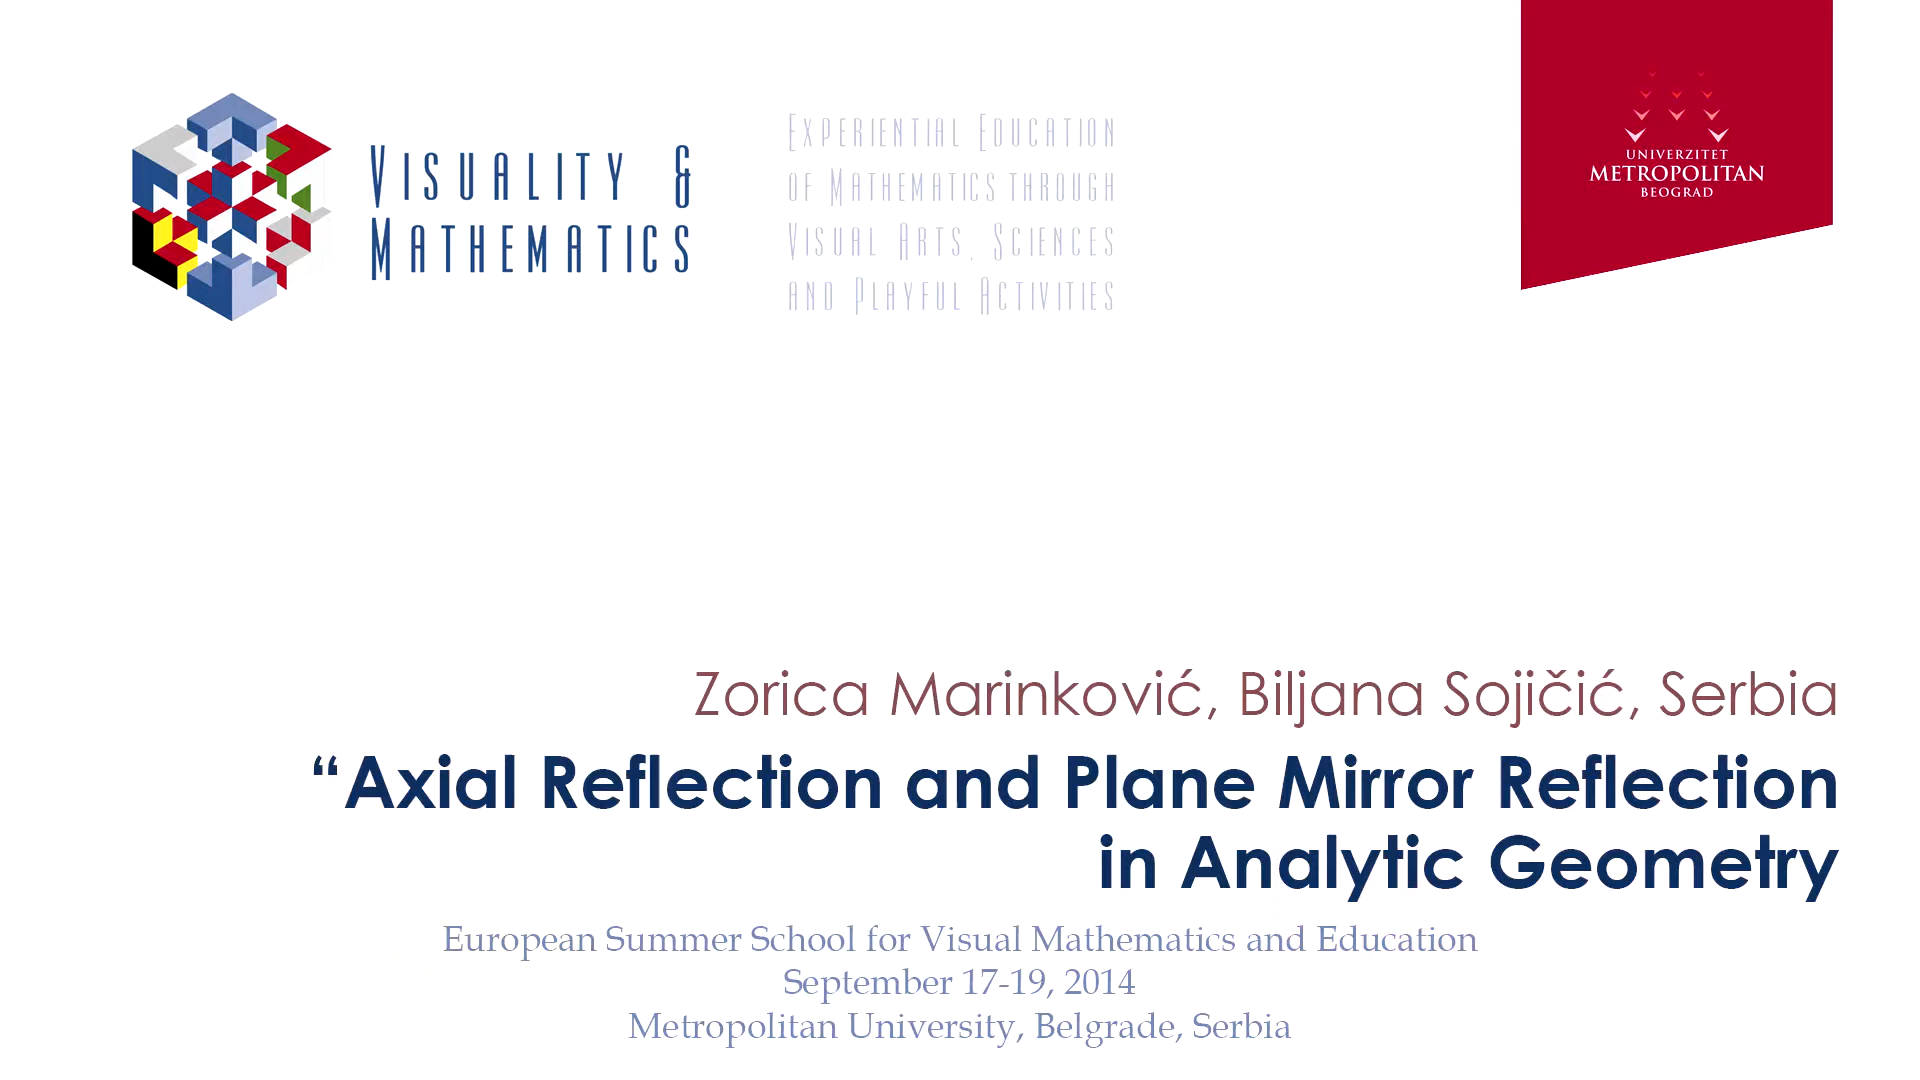 VISUALITY &
MATHEMATICS
EXPERIENTIAL EDUCATION
OF MATHEMATICS THROUGH
VISUAL ARTS, SCIENCES
AND PLAYFUL ACTIVITIES
UNIVERZITET
METROPOLITAN
BEOGRAD
Zorica Marinković, Biljana Sojičić, Serbia
“Axial Reflection and Plane Mirror Reflection
in Analytic Geometry
European Summer School for Visual Mathematics and Education
September 17-19, 2014
Metropolitan University, Belgrade, Serbia